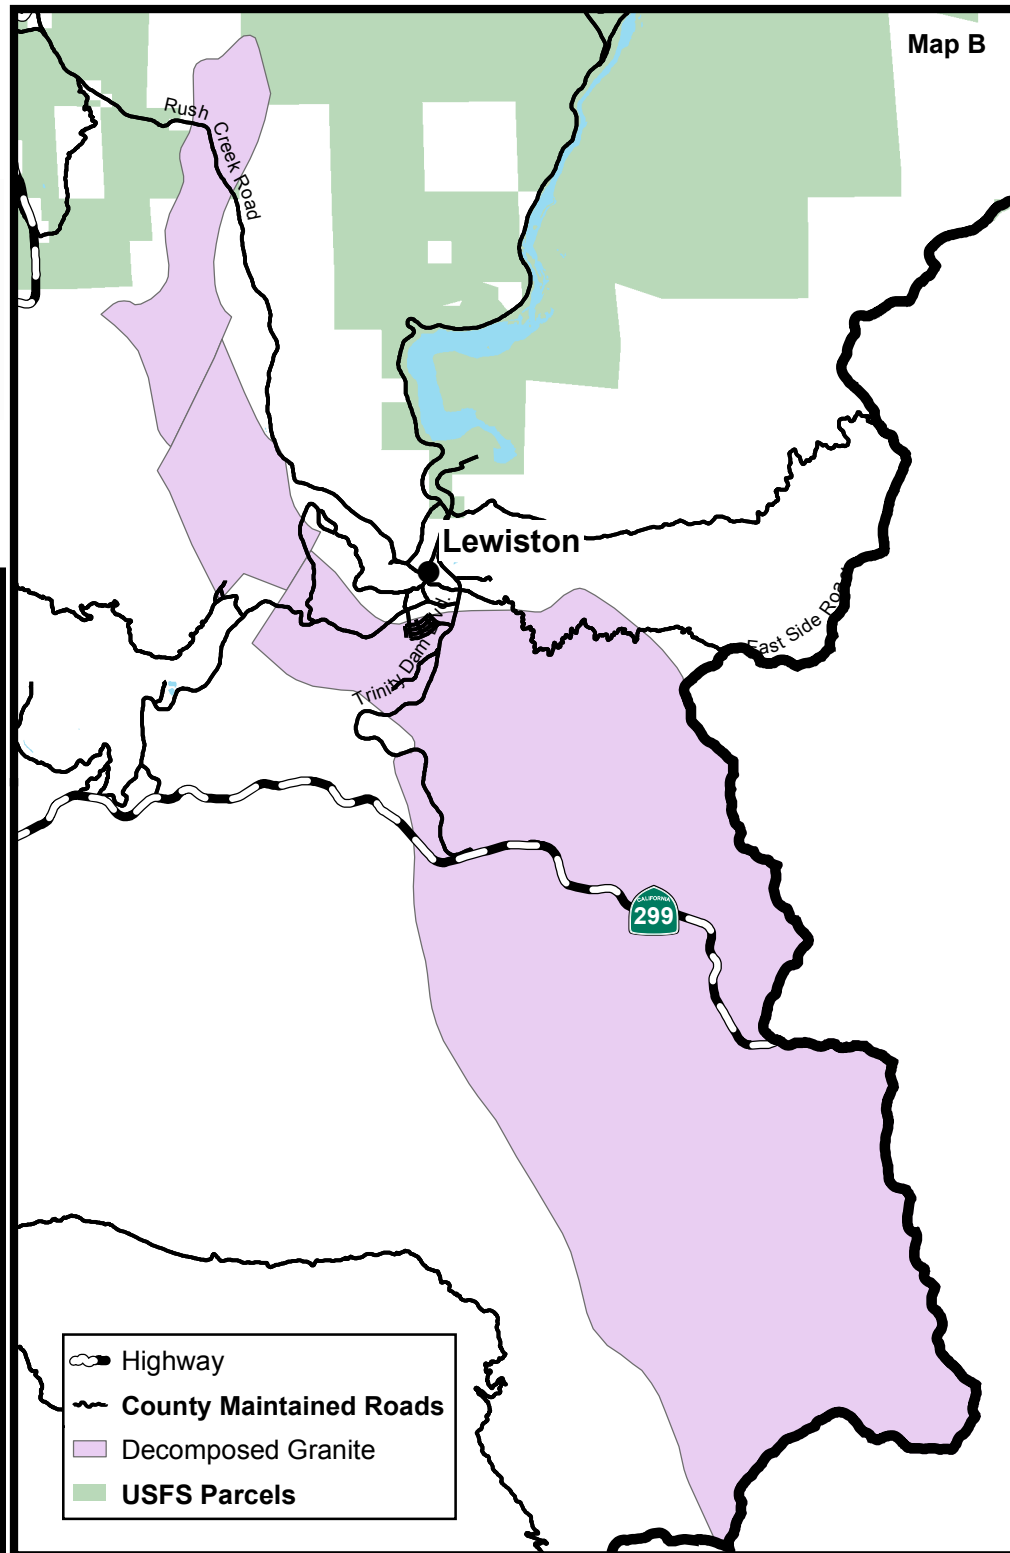 Map B
Rush Creek Road
Lewiston
East Side Roa
Trinity Dam lvd.
CALIFORNIA
299
Highway
County Maintained Roads
Decomposed Granite
USFS Parcels